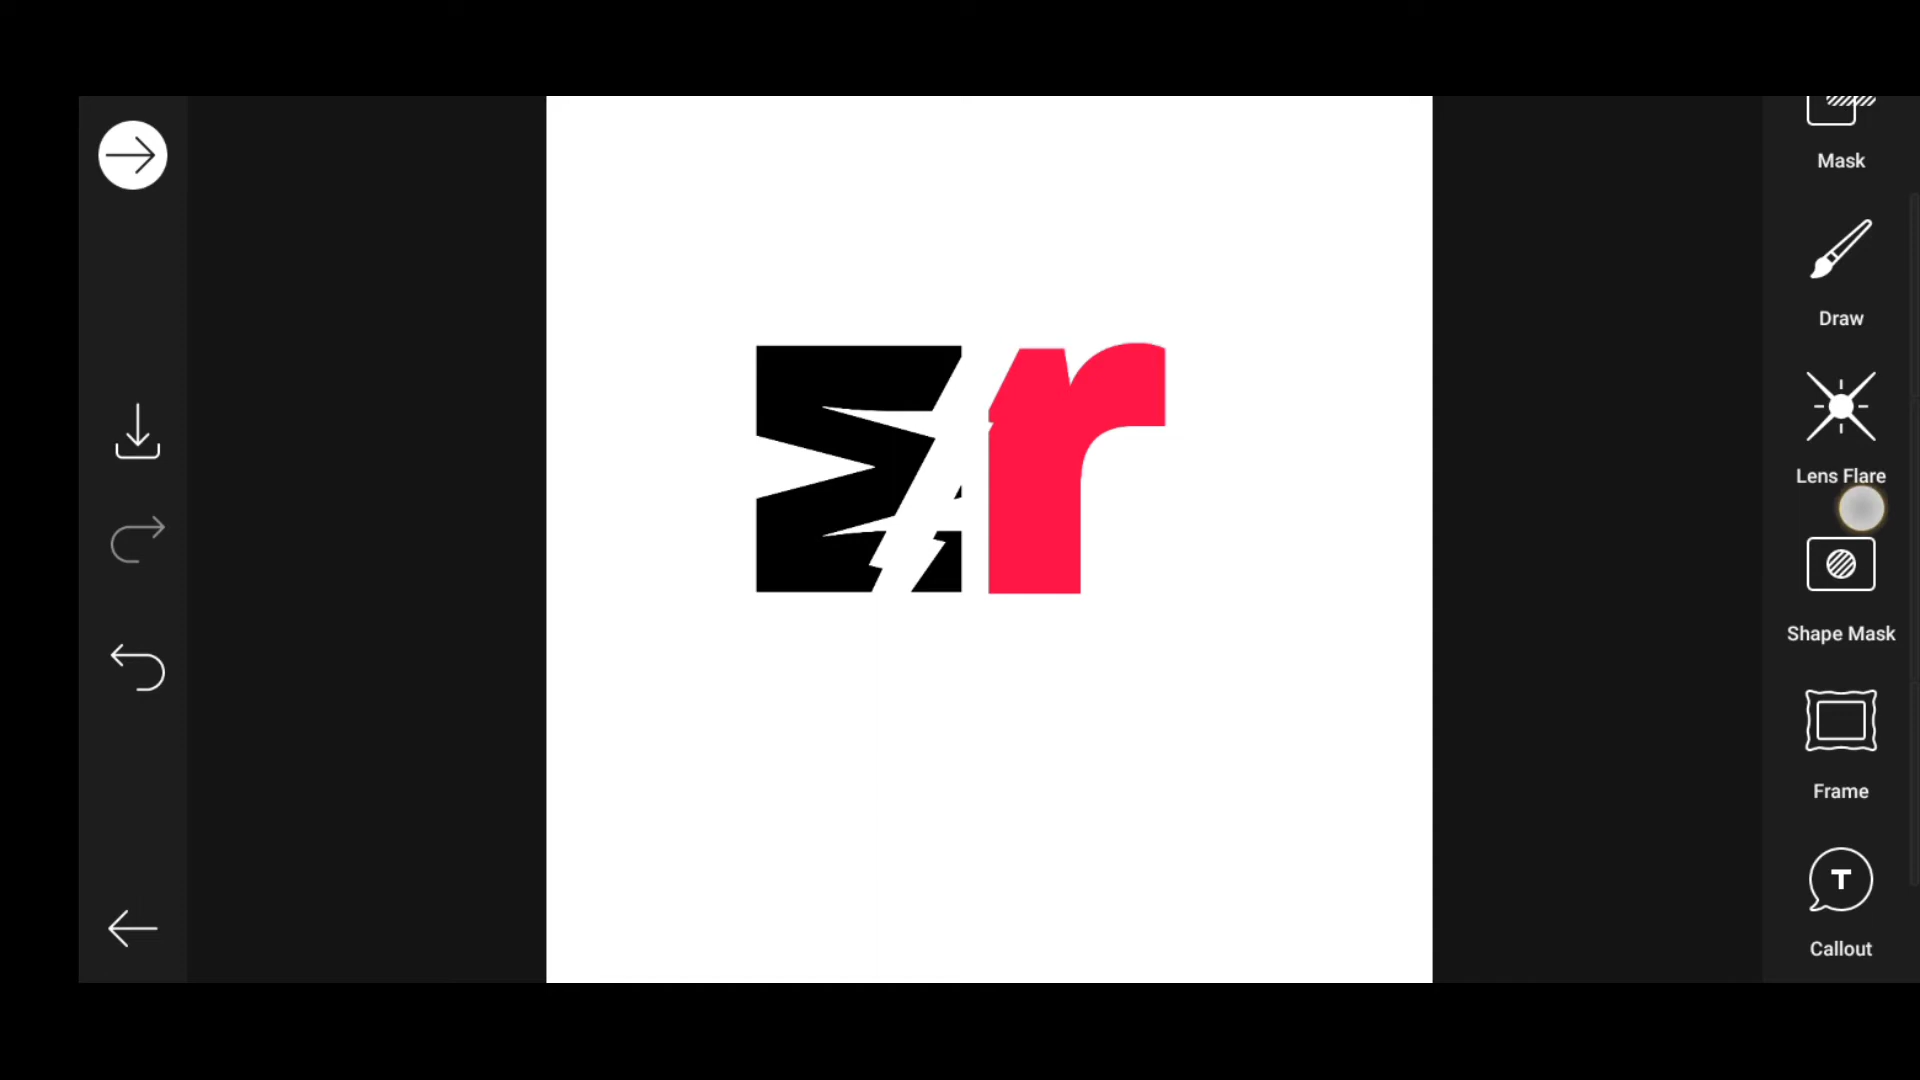 Mask
Draw
Lens Flare
Shape Mask
Frame
T
Callout
r